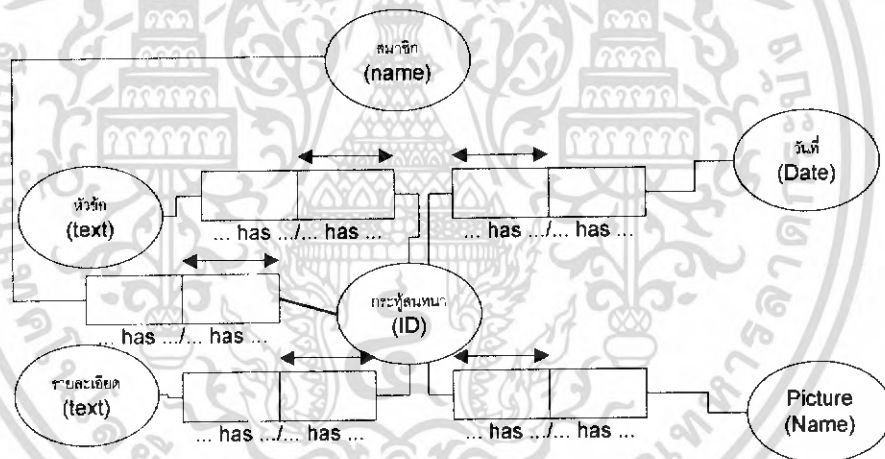 สมาชิก
(name)
วันที่
(Date)
หัวข้อ
(text)
... has .../... has ...
... has .../... has ...
กระทู้สนทนา
(ID)
... has .../... has ...
รายละเอียด
(text)
... has .../... has ...
... has .../... has ...
Picture
(Name)